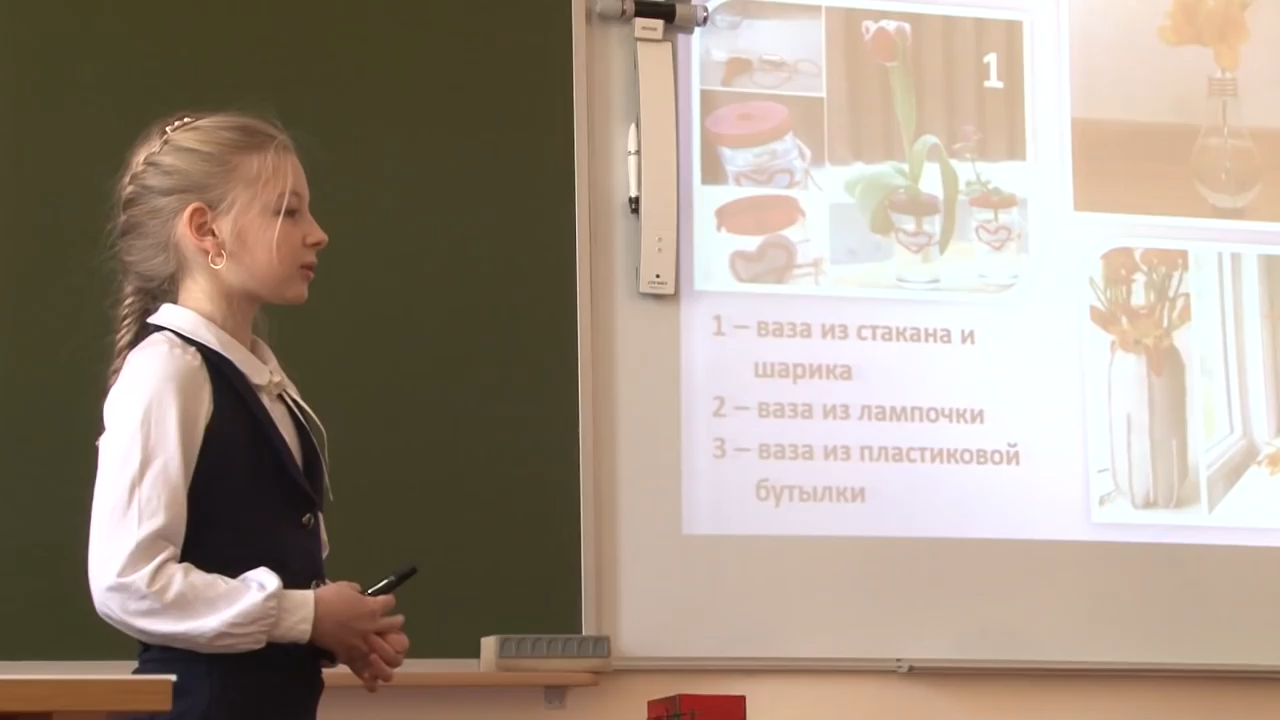 1
1 – ваза из стакана и
шарика
2 – ваза из лампочки
3 – ваза из пластиковой
бутылки